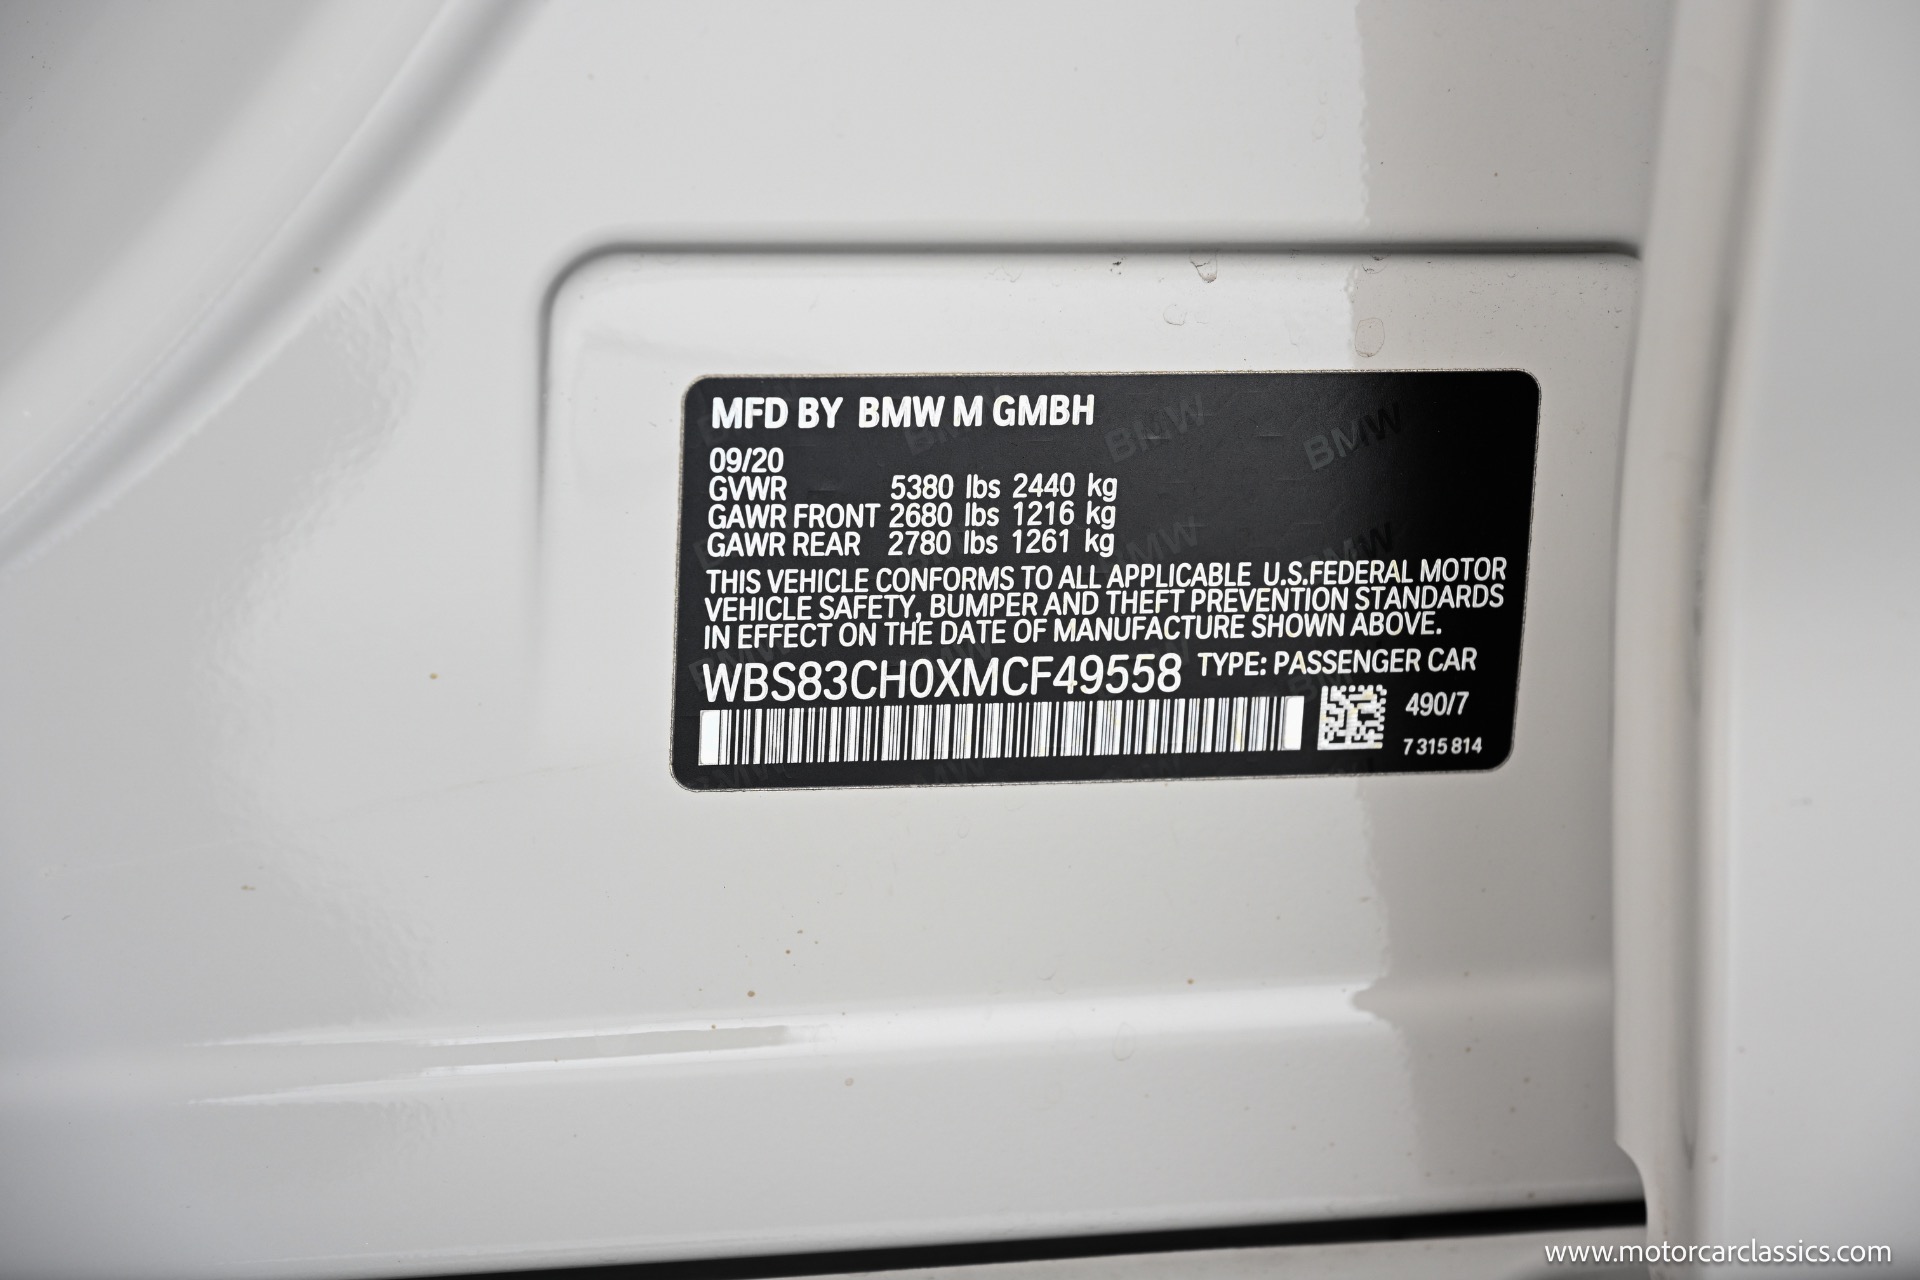 MFD BY BMW M GMBH
09/20
GVWR 5380 lbs 2440 kg
GAWR FRONT 2680 lbs 1216 kg
GAWR REAR 2780 lbs 1261 kg
THIS VEHICLE CONFORMS TO ALL APPLICABLE U.S.FEDERAL MOTOR
VEHICLE SAFETY, BUMPER AND THEFT PREVENTION STANDARDS
IN EFFECT ON THE DATE OF MANUFACTURE SHOWN ABOVE.
WBS83CH0XMCF49558 TYPE: PASSENGER CAR
490/7
7 315 814
www.motorcarclassics.com